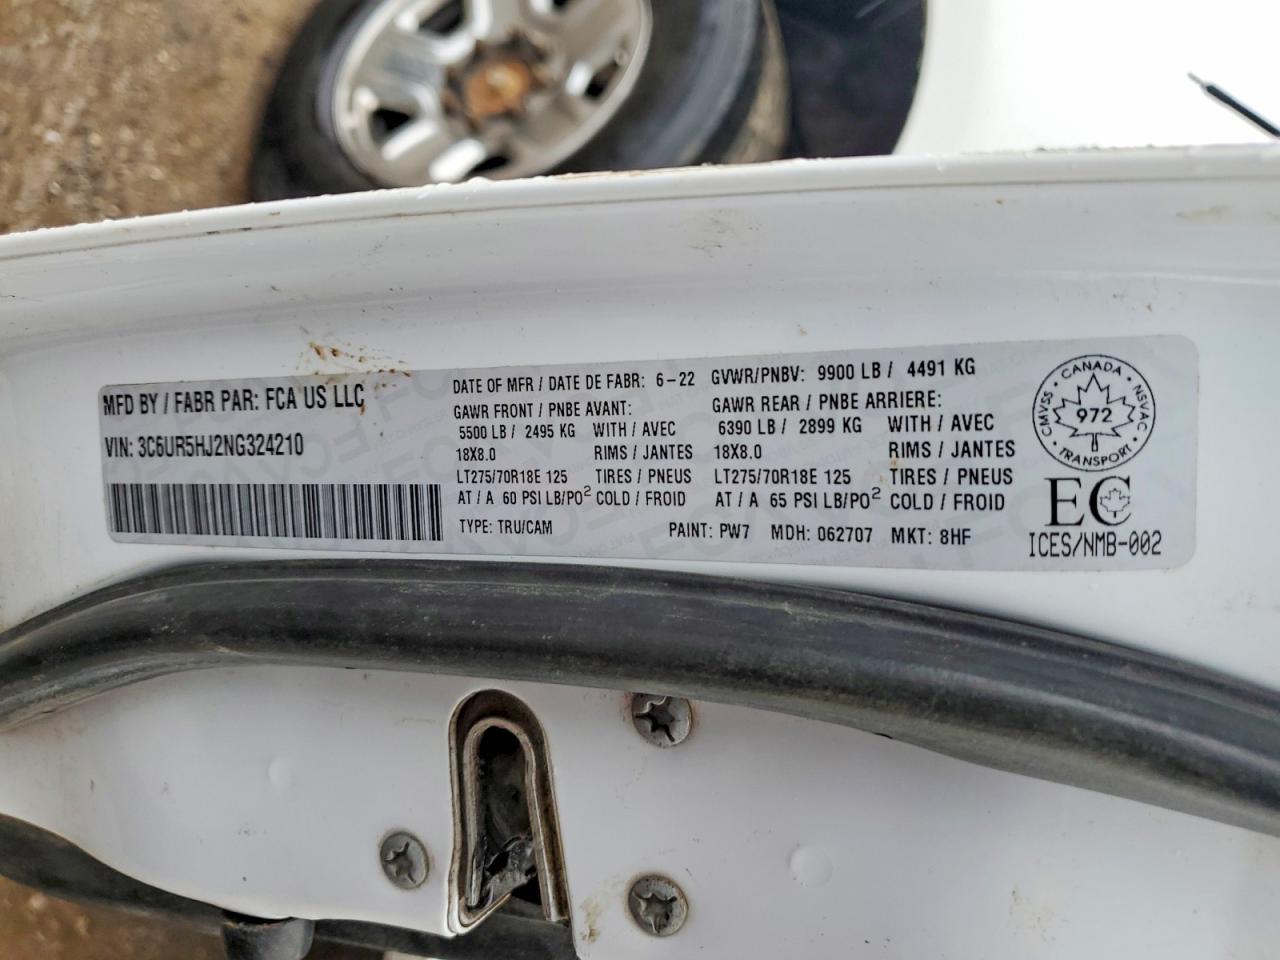 MFD BY / FABR PAR: FCA US LLC
VIN: 3C6UR5HJ2NG324210
DATE OF MFR / DATE DE FABR: 6-22 GVWR/PNBV: 9900 LB / 4491 KG
GAWR FRONT / PNBE AVANT: GAWR REAR / PNBE ARRIERE:
5500 LB / 2495 KG WITH / AVEC 6390 LB / 2899 KG WITH / AVEC
18X8.0 RIMS / JANTES 18X8.0 RIMS / JANTES
LT275/70R18E 125 TIRES / PNEUS LT275/70R18E 125 TIRES / PNEUS
AT / A 60 PSI LB/PO² COLD / FROID AT / A 65 PSI LB/PO² COLD / FROID
TYPE: TRU/CAM PAINT: PW7 MDH: 062707 MKT: 8HF
CANADA
CMVSS 972 NSVAC
TRANSPORT
EC
ICES/NMB-002